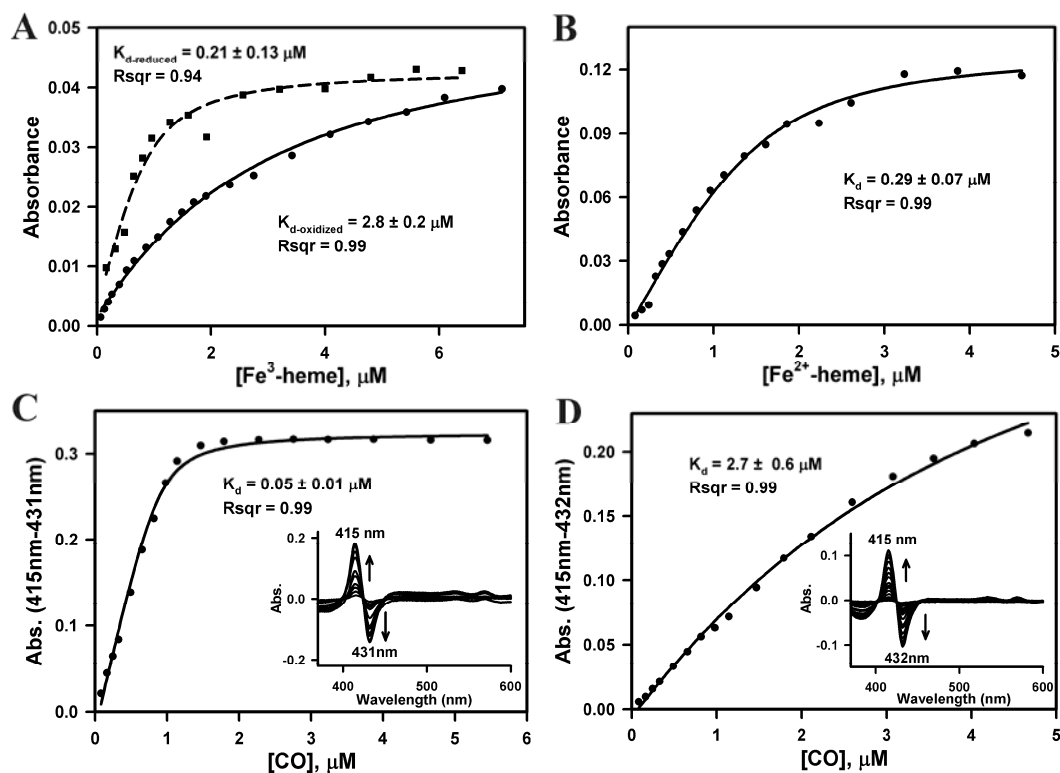 A
K d-reduced = 0.21 ± 0.13 μM
Rsqr = 0.94
K d-oxidized = 2.8 ± 0.2 μM
Rsqr = 0.99
Absorbance
0.05
0.04
0.03
0.02
0.01
0.00
0 2 4 6
[Fe3-heme], μM
B
K d = 0.29 ± 0.07 μM
Rsqr = 0.99
Absorbance
0.12
0.09
0.06
0.03
0.00
0 1 2 3 4 5
[Fe2+-heme], μM
C
K d = 0.05 ± 0.01 μM
Rsqr = 0.99
Abs. (415nm-431nm)
0.3
0.2
0.1
0.0
0 1 2 3 4 5 6
[CO], μM
415 nm
431nm
Abs.
0.2
0.0
-0.2
400 500 600
Wavelength (nm)
D
K d = 2.7 ± 0.6 μM
Rsqr = 0.99
Abs. (415nm-432nm)
0.20
0.15
0.10
0.05
0.00
0 1 2 3 4 5
[CO], μM
415 nm
432nm
Abs.
0.1
0.0
-0.1
400 500 600
Wavelength (nm)